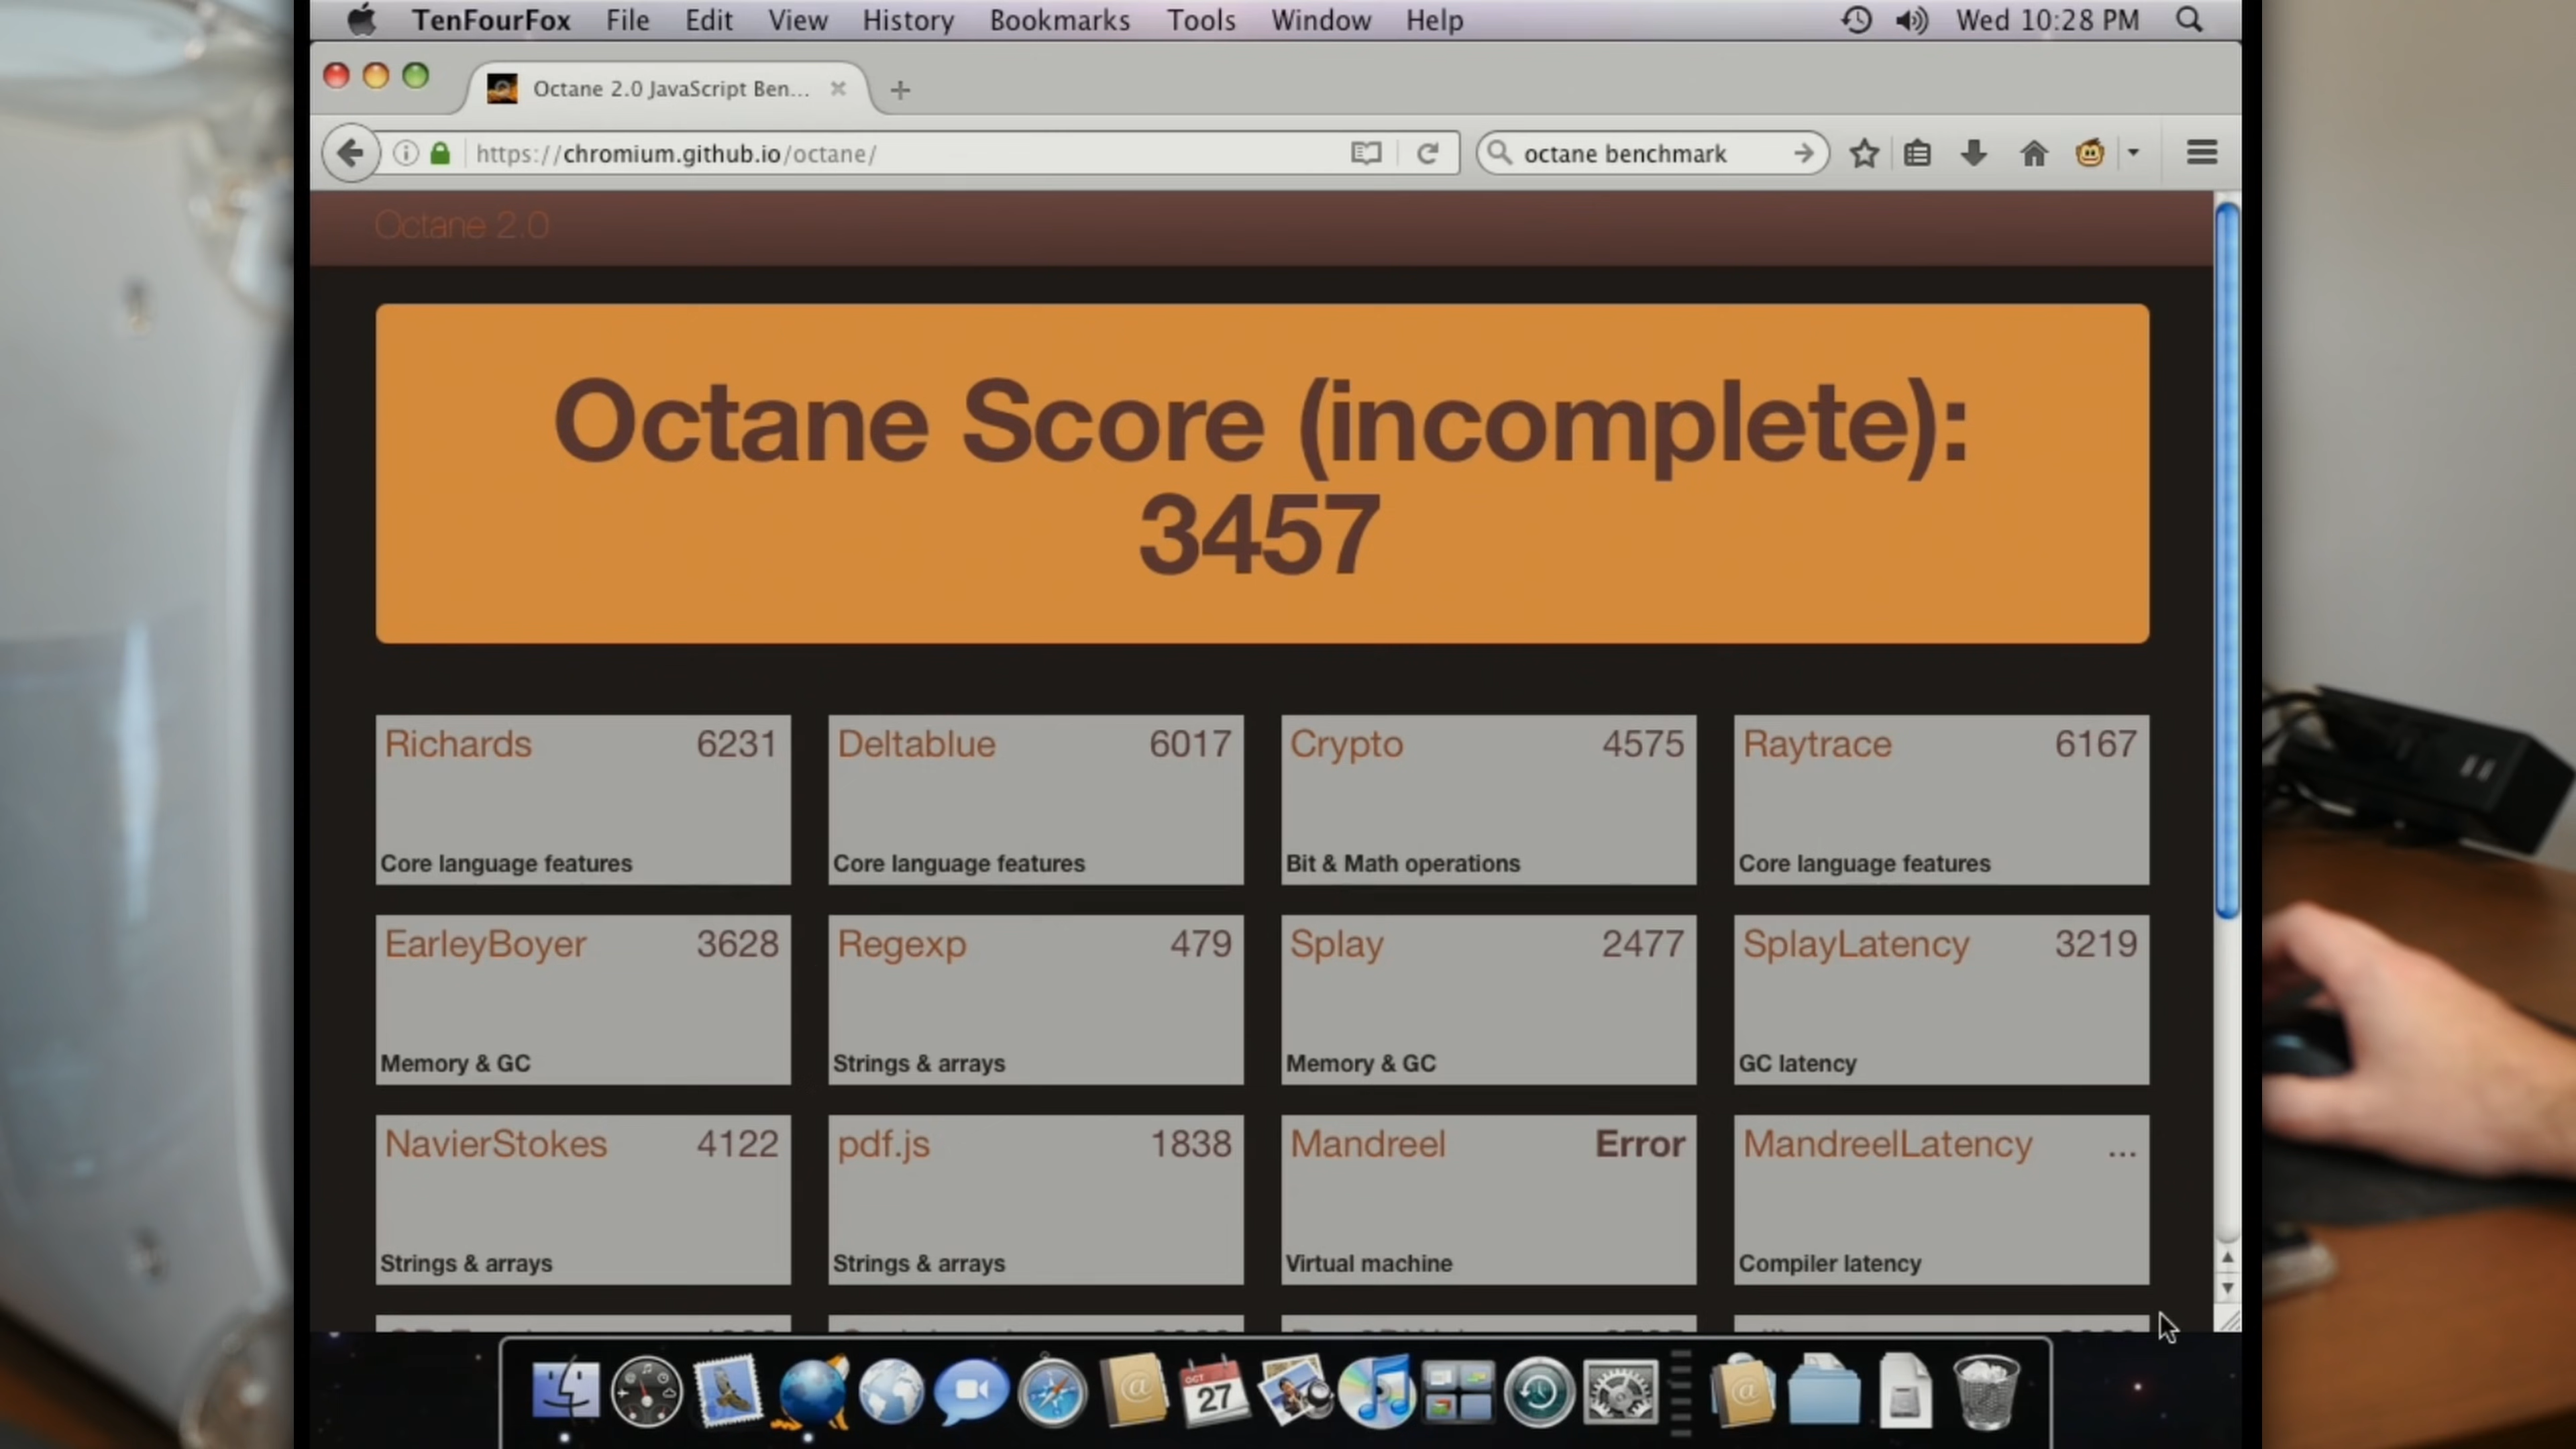 TenFourFox File Edit View History Bookmarks Tools Window Help Wed 10:28 PM
Octane 2.0 JavaScript Ben...
https://chromium.github.io/octane/ octane benchmark
Octane 2.0
Octane Score (incomplete):
3457
Richards 6231 Deltablue 6017 Crypto 4575 Raytrace 6167
Core language features Core language features Bit & Math operations Core language features
EarleyBoyer 3628 Regexp 479 Splay 2477 SplayLatency 3219
Memory & GC Strings & arrays Memory & GC GC latency
NavierStokes 4122 pdf.js 1838 Mandreel Error MandreelLatency ...
Strings & arrays Strings & arrays Virtual machine Compiler latency
OCT
27